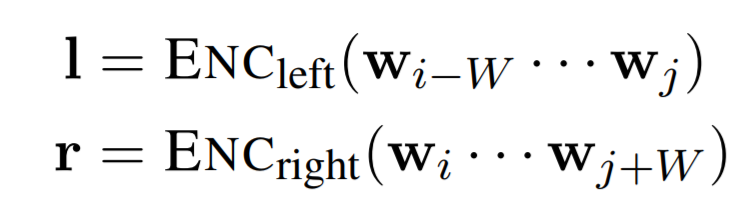 l = ENC_left(w_{i−W} ⋯ w_j)
r = ENC_right(w_i ⋯ w_{j+W})